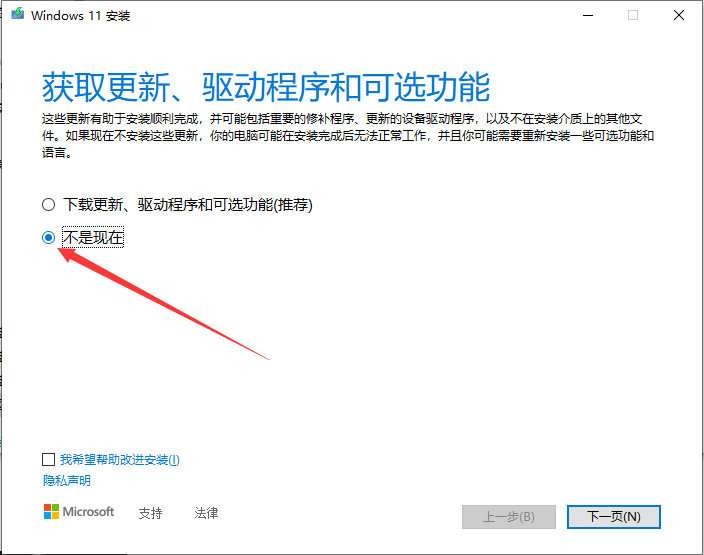 Windows 11 安装
获取更新、驱动程序和可选功能
这些更新有助于安装顺利完成，并可能包括重要的修补程序、更新的设备驱动程序，以及不在安装介质上的其他文
件。如果现在不安装这些更新，你的电脑可能在安装完成后无法正常工作，并且你可能需要重新安装一些可选功能和
语言。
下载更新、驱动程序和可选功能(推荐)
不是现在
我希望帮助改进安装(I)
隐私声明
Microsoft 支持 法律 上一步(B) 下一页(N)